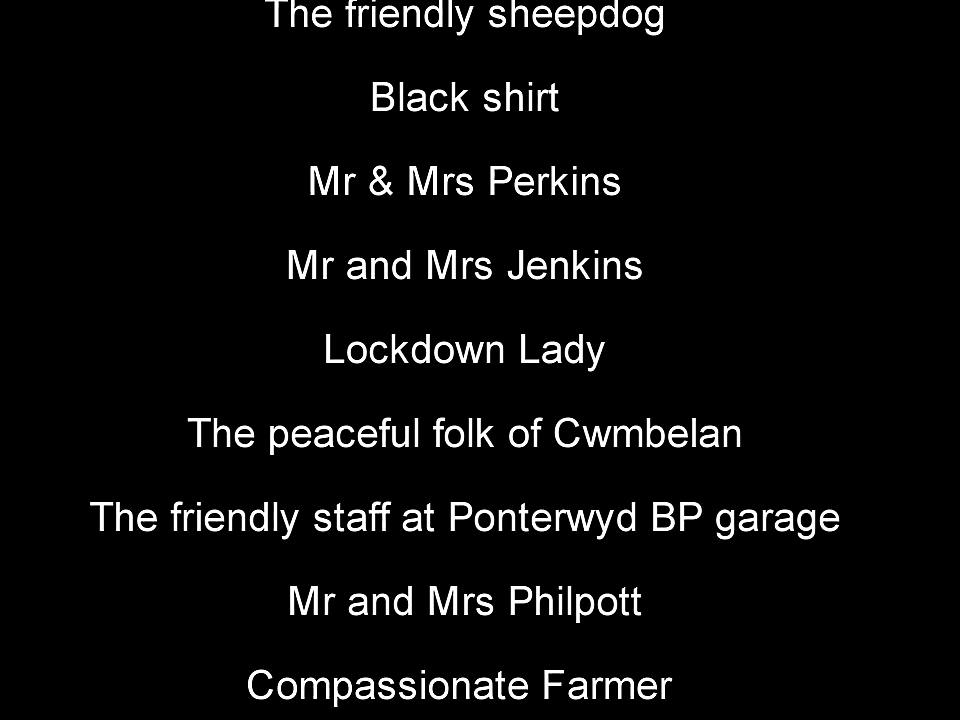 The friendly sheepdog
Black shirt
Mr & Mrs Perkins
Mr and Mrs Jenkins
Lockdown Lady
The peaceful folk of Cwmbelan
The friendly staff at Ponterwyd BP garage
Mr and Mrs Philpott
Compassionate Farmer